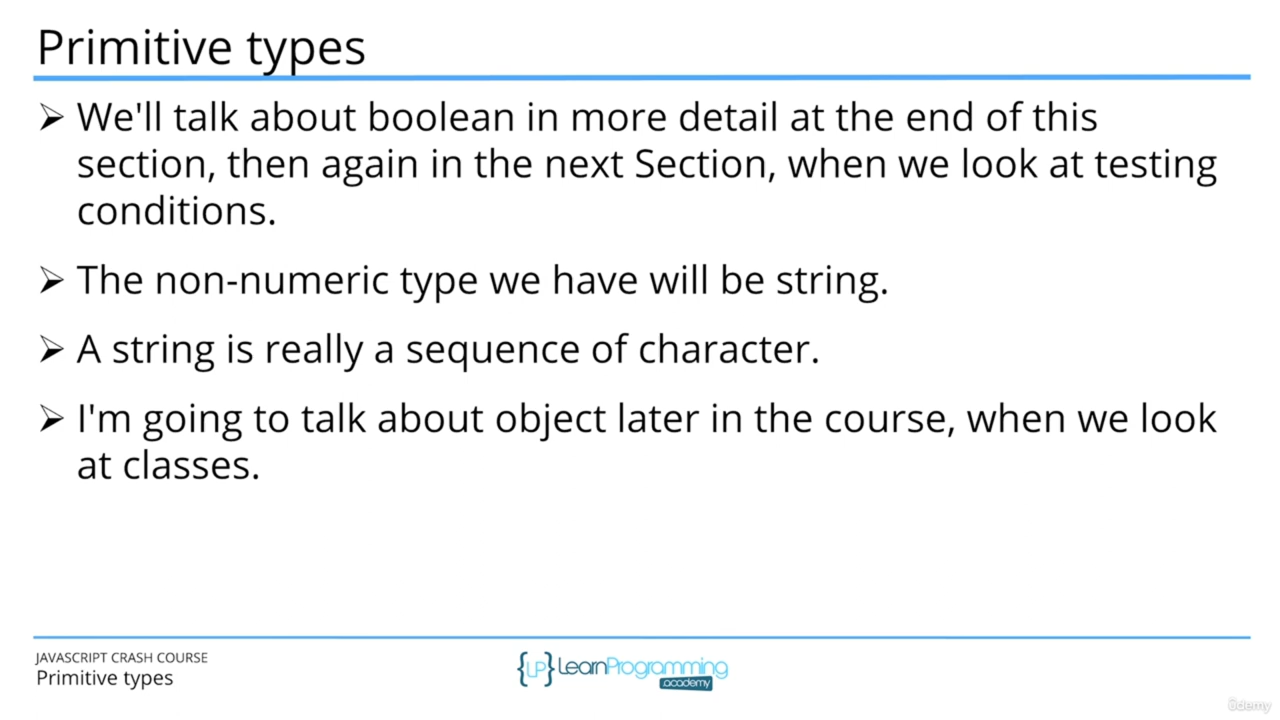 Primitive types
➢ We'll talk about boolean in more detail at the end of this
section, then again in the next Section, when we look at testing
conditions.
➢ The non-numeric type we have will be string.
➢ A string is really a sequence of character.
➢ I'm going to talk about object later in the course, when we look
at classes.
JAVASCRIPT CRASH COURSE
Primitive types
{LP} LearnProgramming
.academy
ûdemy